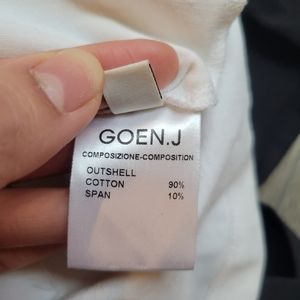 GOEN.J
COMPOSIZIONE-COMPOSITION
OUTSHELL
COTTON 90%
SPAN 10%